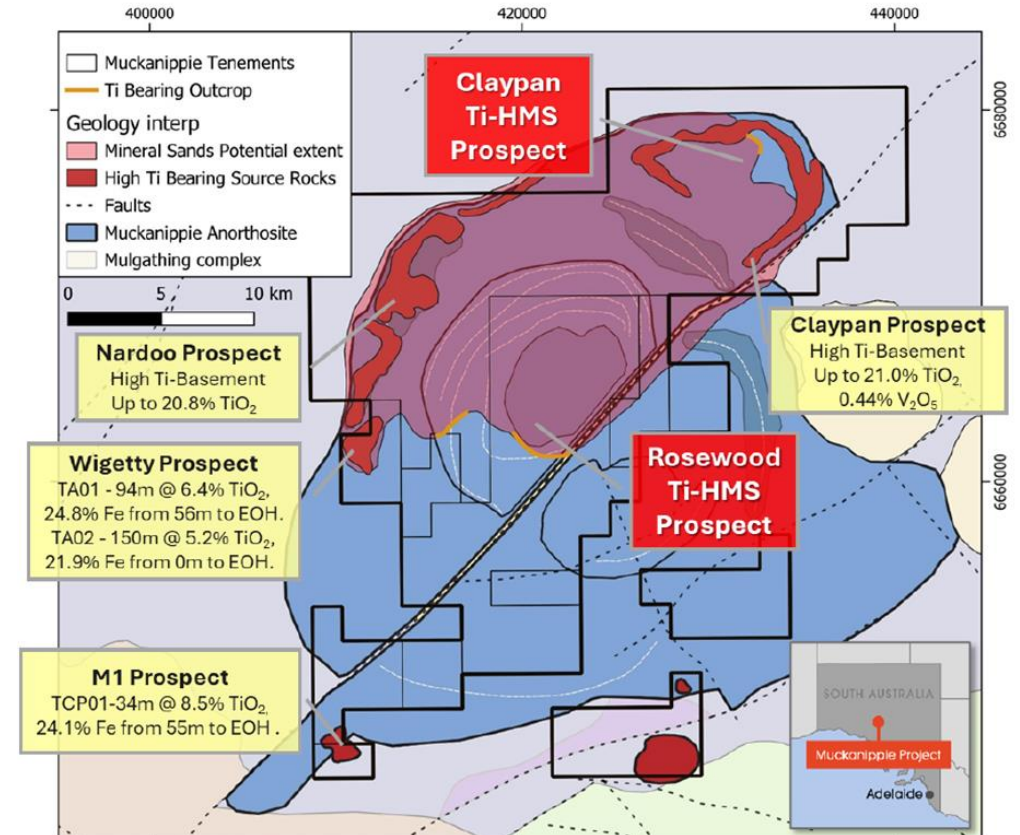 400000
420000
440000
Muckanippie Tenements
Ti Bearing Outcrop
Geology interp
Mineral Sands Potential extent
High Ti Bearing Source Rocks
Faults
Muckanippie Anorthosite
Mulgathing complex
0 5 10 km
Claypan
Ti-HMS
Prospect
6680000
Nardoo Prospect
High Ti-Basement
Up to 20.8% TiO₂
Claypan Prospect
High Ti-Basement
Up to 21.0% TiO₂,
0.44% V₂O₅
Wigetty Prospect
TA01 - 94m @ 6.4% TiO₂,
24.8% Fe from 56m to EOH.
TA02 - 150m @ 5.2% TiO₂,
21.9% Fe from 0m to EOH.
Rosewood
Ti-HMS
Prospect
6660000
M1 Prospect
TCP01-34m @ 8.5% TiO₂,
24.1% Fe from 55m to EOH .
SOUTH AUSTRALIA
Muckanippie Project
Adelaide